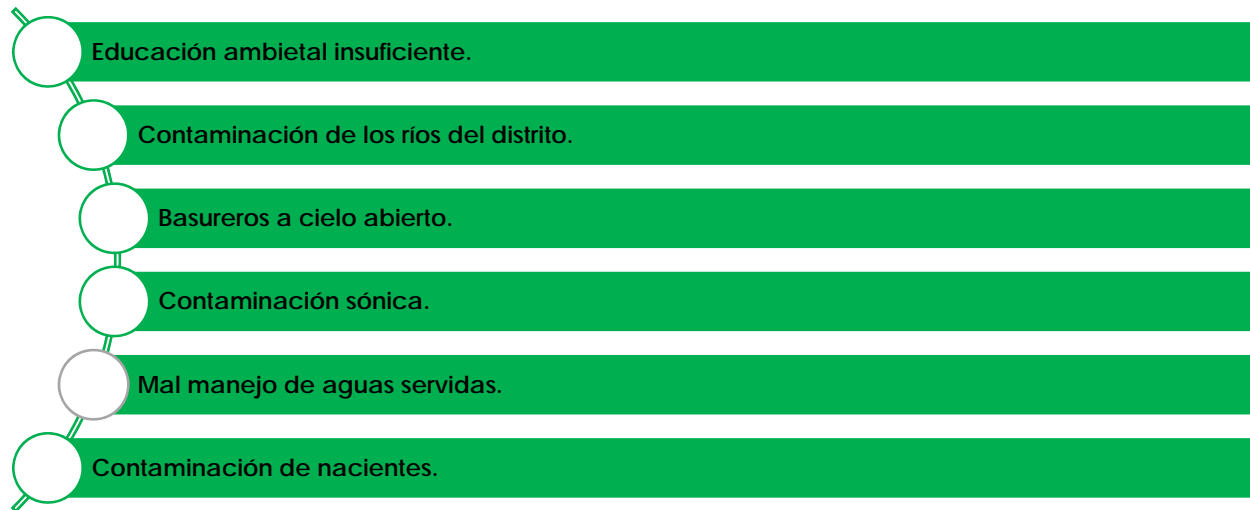 Educación ambietal insuficiente.
Contaminación de los ríos del distrito.
Basureros a cielo abierto.
Contaminación sónica.
Mal manejo de aguas servidas.
Contaminación de nacientes.